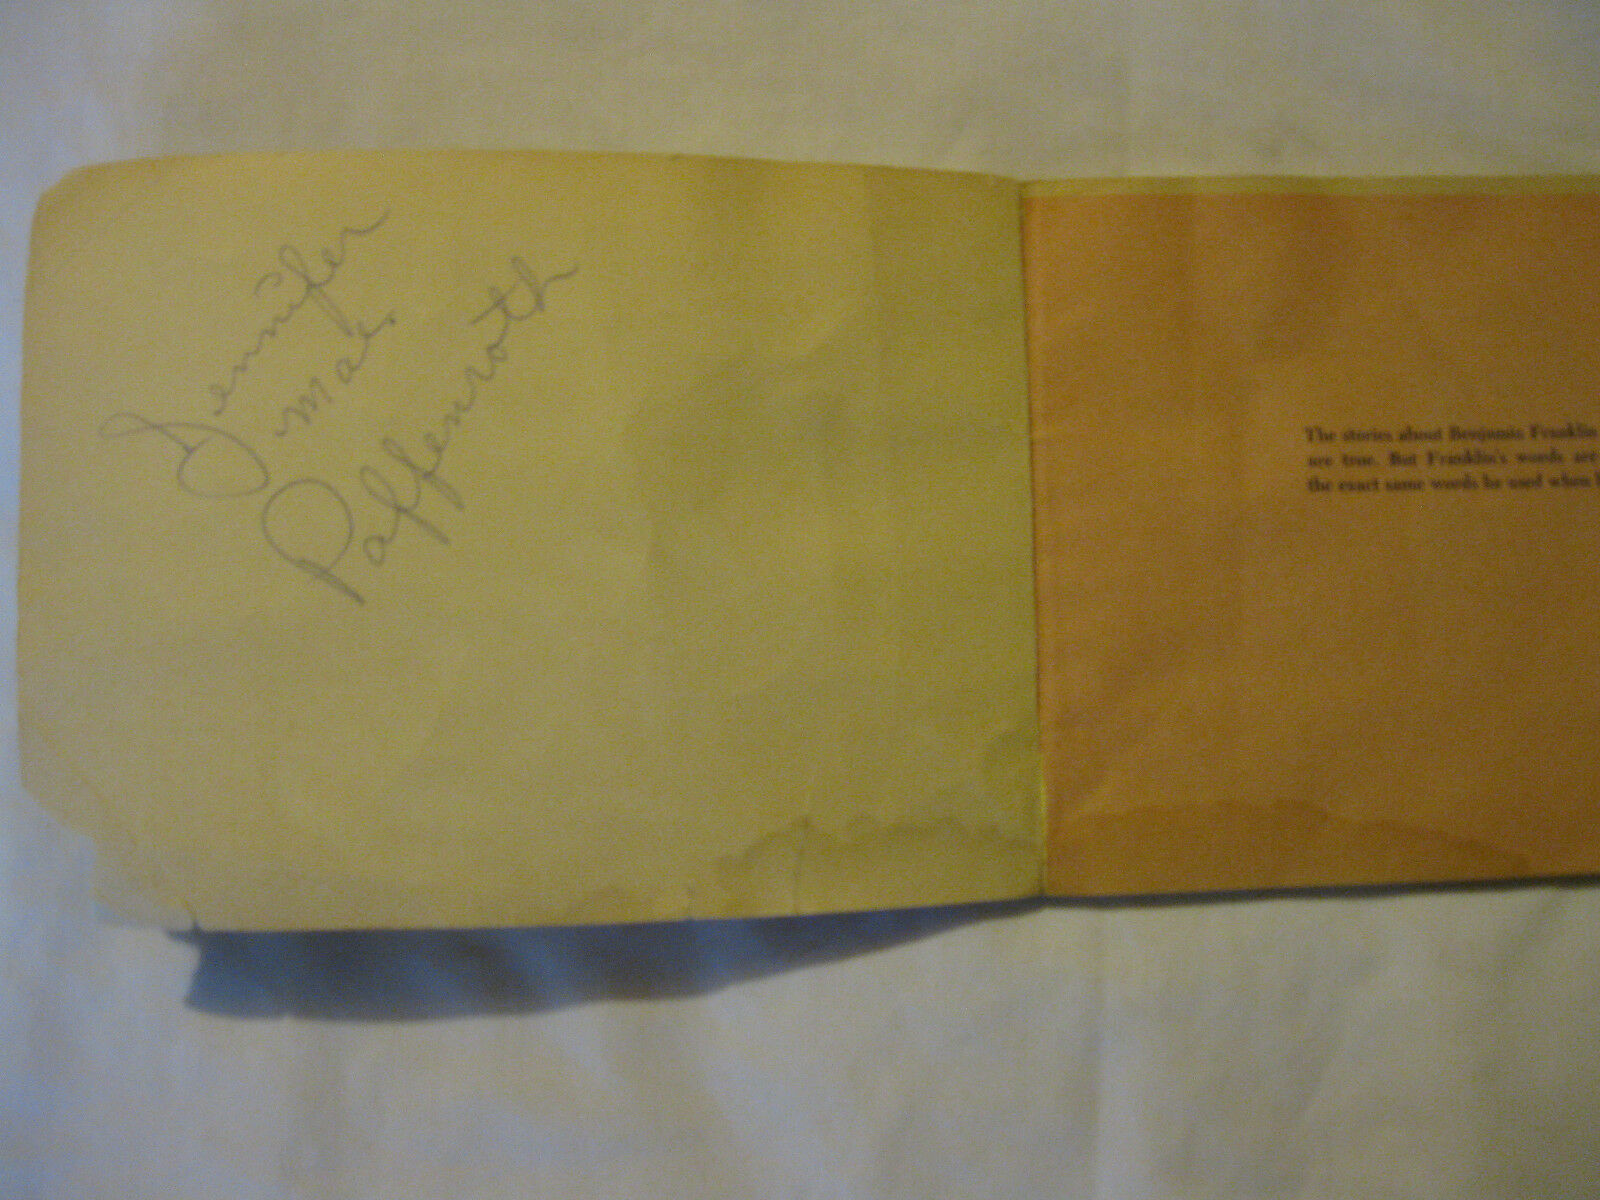 Jennifer
mae.
Paffenroth
The stories about Benjamin Franklin
are true. But Franklin's words are
the exact same words he used when